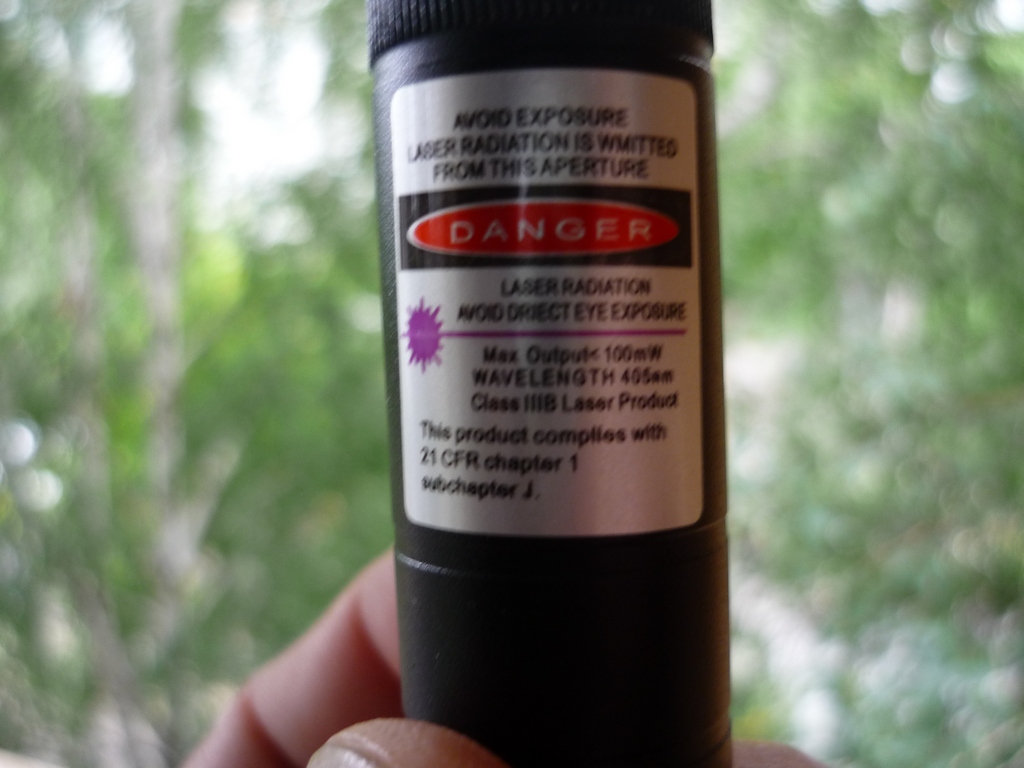 AVOID EXPOSURE
LASER RADIATION IS WMITTED
FROM THIS APERTURE
DANGER
LASER RADIATION
AVOID DRIECT EYE EXPOSURE
Max. Output< 100mW
WAVELENGTH 405nm
Class IIIB Laser Product
This product complies with
21 CFR chapter 1
subchapter J.